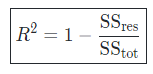 R² = 1 − SS_res / SS_tot